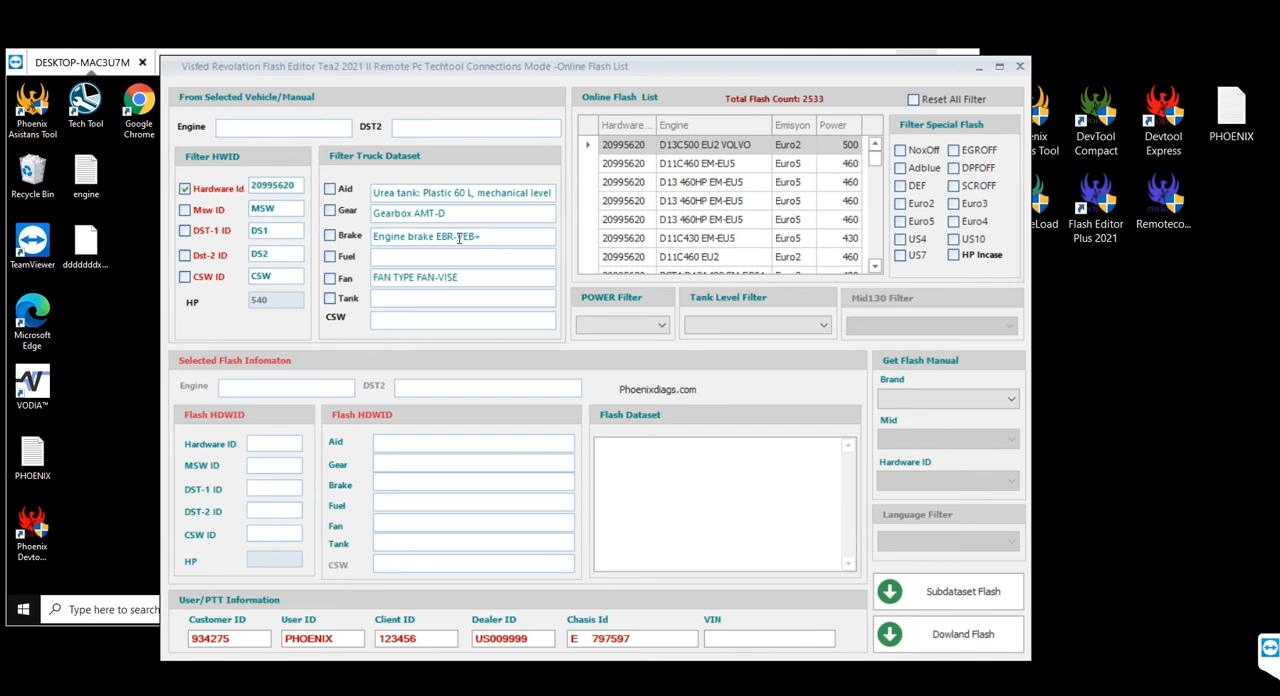 DESKTOP-MAC3U7M
Visfed Revolation Flash Editor Tea2 2021 II Remote Pc Techtool Connections Mode -Online Flash List
Phoenix Asistans Tool
Tech Tool
Google Chrome
Recycle Bin
engine
TeamViewer
ddddddddx...
Microsoft Edge
VODIA™
PHOENIX
Phoenix Devto...
Type here to search
From Selected Vehicle/Manual
Engine
DST2
Filter HWID
Hardware Id 20995620
Msw ID MSW
DST-1 ID DS1
Dst-2 ID DS2
CSW ID CSW
HP 540
Filter Truck Dataset
Aid Urea tank: Plastic 60 L, mechanical level
Gear Gearbox AMT-D
Brake Engine brake EBR-VEB+
Fuel
Fan FAN TYPE FAN-VISE
Tank
CSW
Online Flash List
Total Flash Count: 2533
Reset All Filter
Hardware... Engine Emisyon Power
20995620 D13C500 EU2 VOLVO Euro2 500
20995620 D11C460 EM-EU5 Euro5 460
20995620 D13 460HP EM-EU5 Euro5 460
20995620 D13 460HP EM-EU5 Euro5 460
20995620 D13 460HP EM-EU5 Euro5 460
20995620 D11C430 EM-EU5 Euro5 430
20995620 D11C460 EU2 Euro2 460
Filter Special Flash
NoxOff EGROFF
Adblue DPFOFF
DEF SCROFF
Euro2 Euro3
Euro5 Euro4
US4 US10
US7 HP Incase
POWER Filter
Tank Level Filter
Mid130 Filter
Selected Flash Infomaton
Engine
DST2
Phoenixdiags.com
Flash HDWID
Hardware ID
MSW ID
DST-1 ID
DST-2 ID
CSW ID
HP
Flash HDWID
Aid
Gear
Brake
Fuel
Fan
Tank
CSW
Flash Dataset
Get Flash Manual
Brand
Mid
Hardware ID
Language Filter
Subdataset Flash
Dowland Flash
User/PTT Information
Customer ID User ID Client ID Dealer ID Chasis Id VIN
934275 PHOENIX 123456 US009999 E 797597
DevTool Compact
Devtool Express
PHOENIX
Flash Editor Plus 2021
Remoteco...